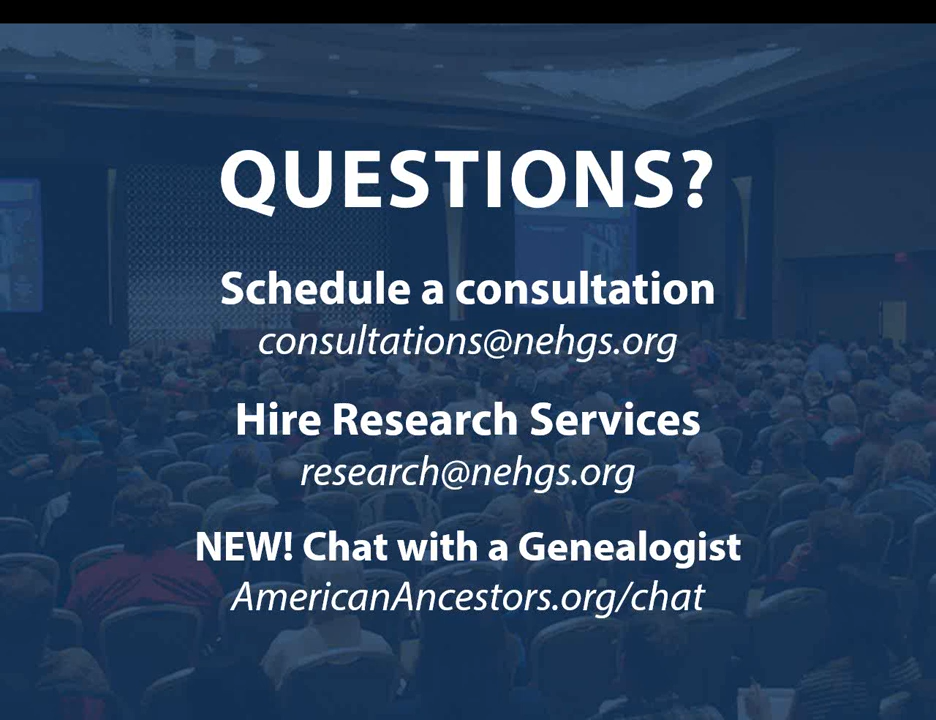 QUESTIONS?
Schedule a consultation
consultations@nehgs.org
Hire Research Services
research@nehgs.org
NEW! Chat with a Genealogist
AmericanAncestors.org/chat